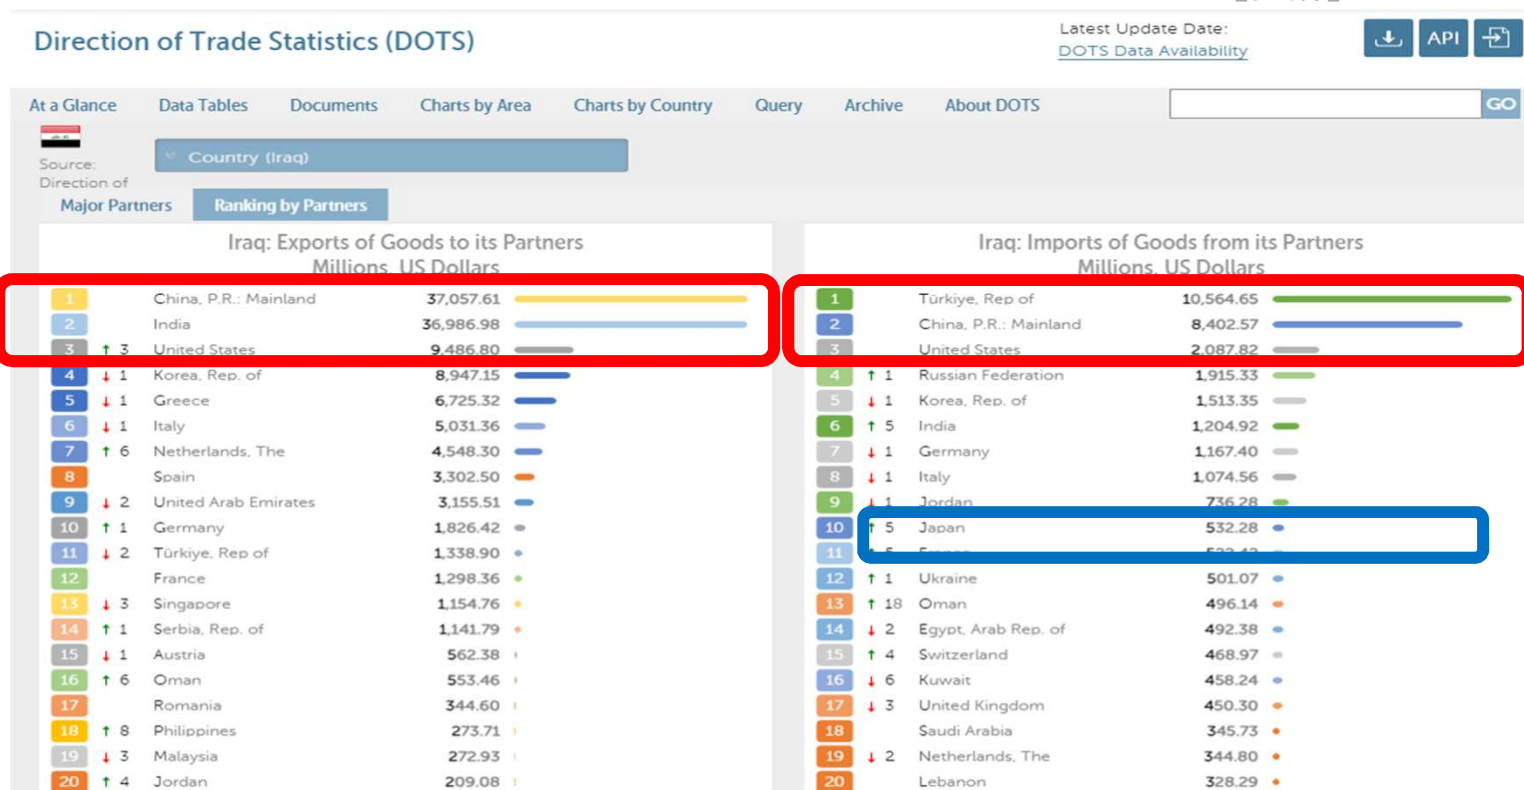 Direction of Trade Statistics (DOTS)
Latest Update Date:
DOTS Data Availability
API
At a Glance Data Tables Documents Charts by Area Charts by Country Query Archive About DOTS GO
Source:
Direction of
Country (Iraq)
Major Partners Ranking by Partners
Iraq: Exports of Goods to its Partners
Millions, US Dollars
1 China, P.R.: Mainland 37,057.61
2 India 36,986.98
3 ↑ 3 United States 9,486.80
4 ↓ 1 Korea, Rep. of 8,947.15
5 ↓ 1 Greece 6,725.32
6 ↓ 1 Italy 5,031.36
7 ↑ 6 Netherlands, The 4,548.30
8 Spain 3,302.50
9 ↓ 2 United Arab Emirates 3,155.51
10 ↑ 1 Germany 1,826.42
11 ↓ 2 Türkiye, Rep of 1,338.90
12 France 1,298.36
13 ↓ 3 Singapore 1,154.76
14 ↑ 1 Serbia, Rep. of 1,141.79
15 ↓ 1 Austria 562.38
16 ↑ 6 Oman 553.46
17 Romania 344.60
18 ↑ 8 Philippines 273.71
19 ↓ 3 Malaysia 272.93
20 ↑ 4 Jordan 209.08
Iraq: Imports of Goods from its Partners
Millions, US Dollars
1 Türkiye, Rep of 10,564.65
2 China, P.R.: Mainland 8,402.57
3 United States 2,087.82
4 ↑ 1 Russian Federation 1,915.33
5 ↓ 1 Korea, Rep. of 1,513.35
6 ↑ 5 India 1,204.92
7 ↓ 1 Germany 1,167.40
8 ↓ 1 Italy 1,074.56
9 ↓ 1 Jordan 736.28
10 ↑ 5 Japan 532.28
11
12 ↑ 1 Ukraine 501.07
13 ↑ 18 Oman 496.14
14 ↓ 2 Egypt, Arab Rep. of 492.38
15 ↑ 4 Switzerland 468.97
16 ↓ 6 Kuwait 458.24
17 ↓ 3 United Kingdom 450.30
18 Saudi Arabia 345.73
19 ↓ 2 Netherlands, The 344.80
20 Lebanon 328.29